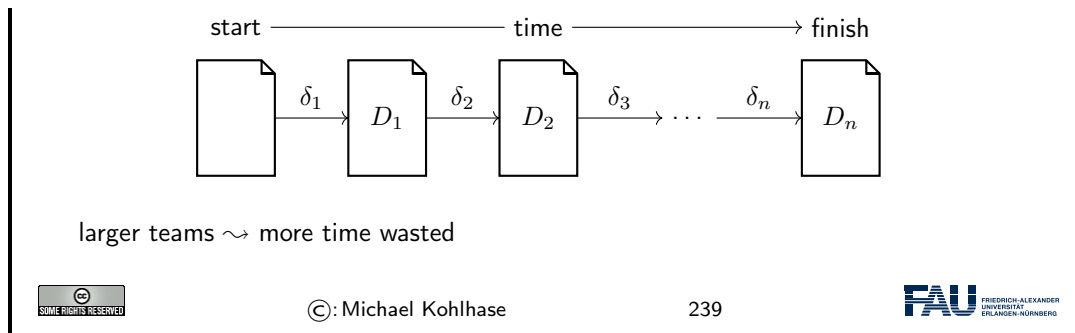 start time finish
δ1 δ2 δ3 δn
D1 D2 ··· Dn
larger teams ⤳ more time wasted
cc
SOME RIGHTS RESERVED
©: Michael Kohlhase 239
FAU FRIEDRICH-ALEXANDER
UNIVERSITÄT
ERLANGEN-NÜRNBERG